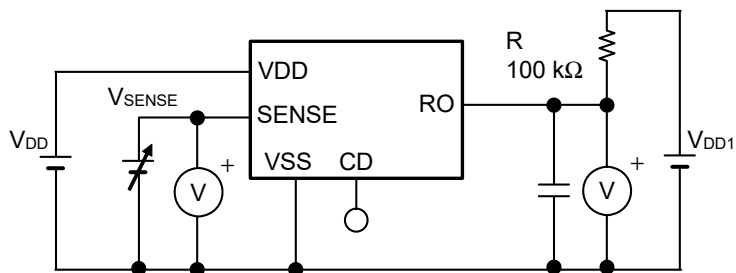 R
100 kΩ
VDD
VSENSE
SENSE
RO
VDD
VSS
CD
+
V
+
V
VDD1